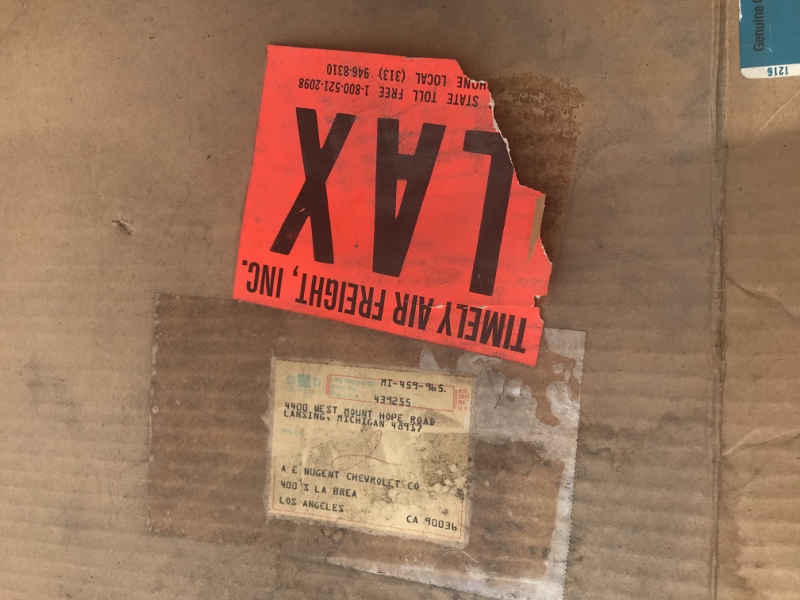 TIMELY AIR FREIGHT, INC.
LAX
STATE TOLL FREE 1-800-521-2098
HONE LOCAL (313) 946-8310
MI-459-965.
439255
4400 WEST MOUNT HOPE ROAD
LANSING, MICHIGAN 48917
A E NUGENT CHEVROLET CO
400 S LA BREA
LOS ANGELES
CA 90036
Genuine
1216